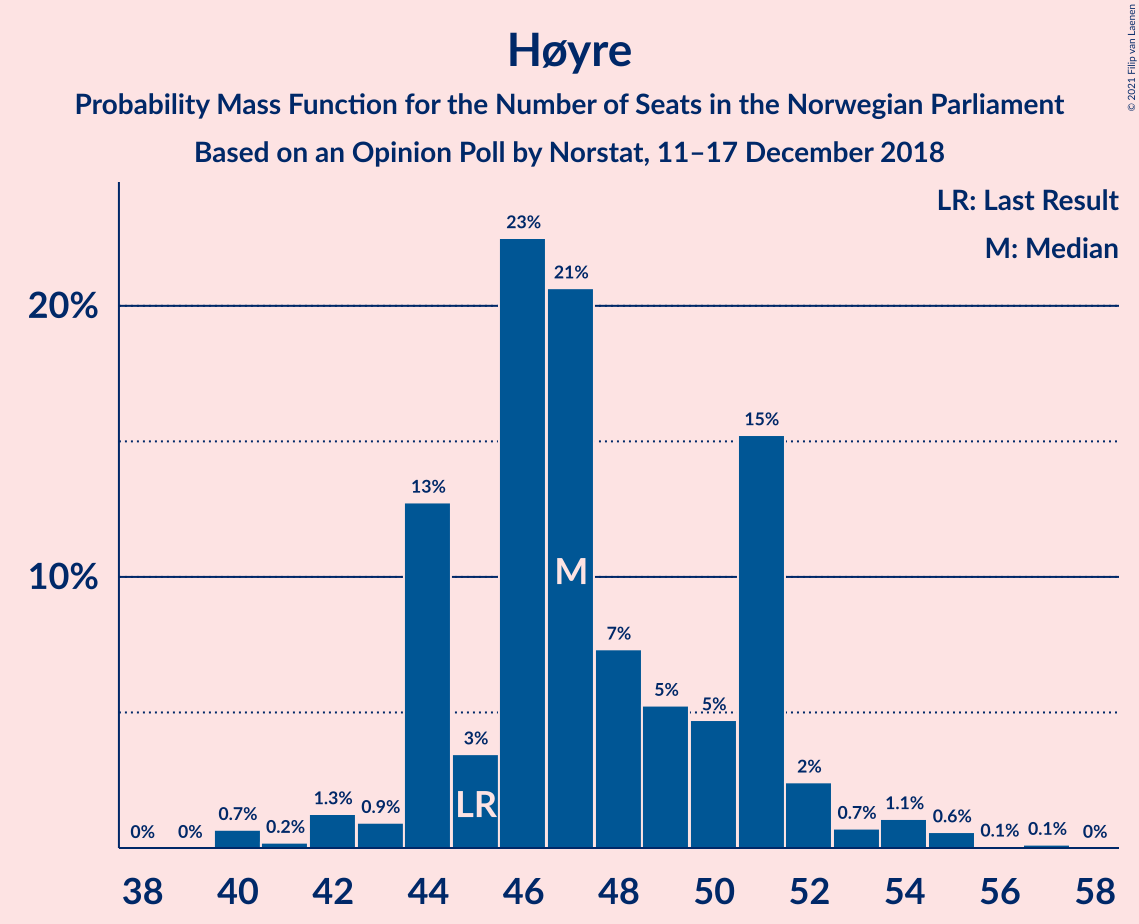 Høyre
Probability Mass Function for the Number of Seats in the Norwegian Parliament
Based on an Opinion Poll by Norstat, 11–17 December 2018
© 2021 Filip van Laenen
LR: Last Result
M: Median
20%
10%
0% 0% 0.7% 0.2% 1.3% 0.9% 13% 3% 23% 21% 7% 5% 5% 15% 2% 0.7% 1.1% 0.6% 0.1% 0.1% 0%
M
LR
38 40 42 44 46 48 50 52 54 56 58